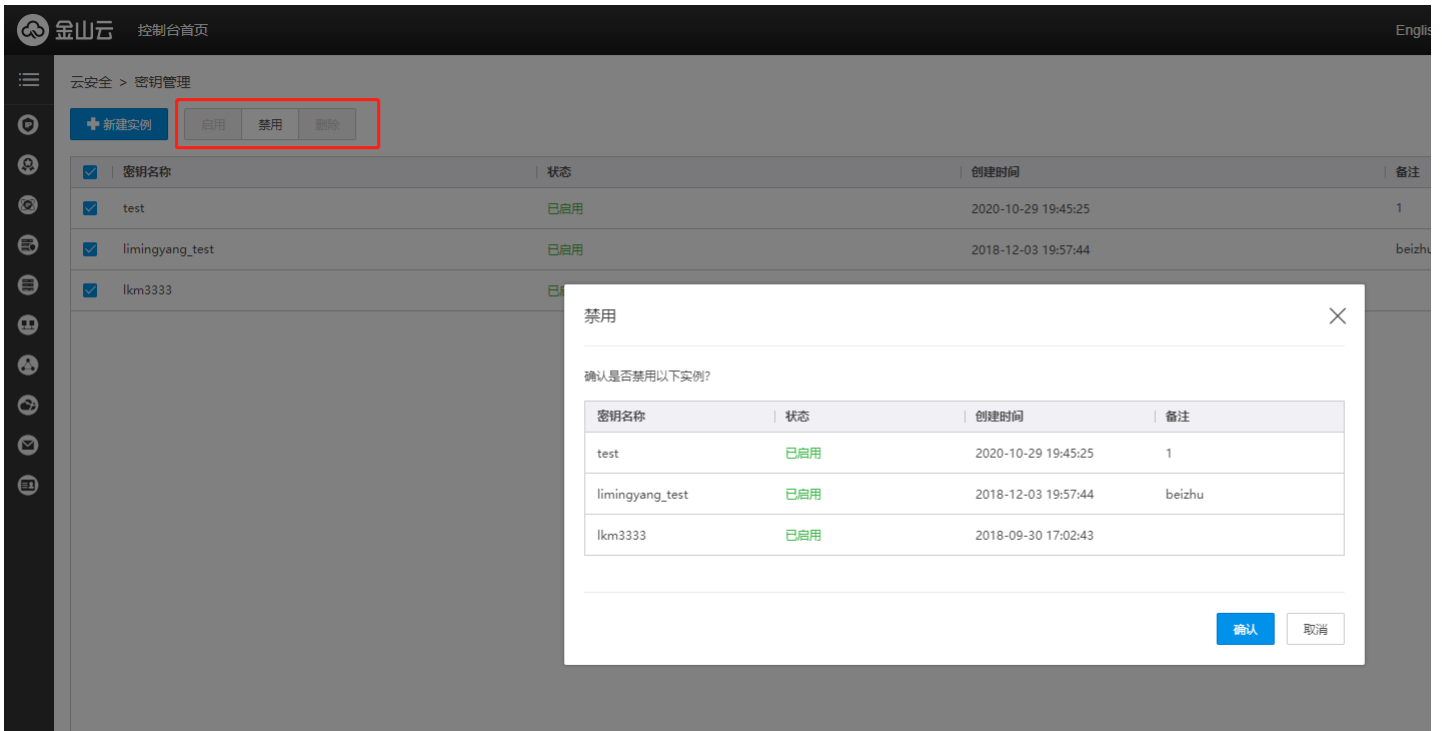 金山云 控制台首页 Englis
云安全 > 密钥管理
新建实例 启用 禁用 删除
密钥名称 状态 创建时间 备注
test 已启用 2020-10-29 19:45:25 1
limingyang_test 已启用 2018-12-03 19:57:44 beizhu
lkm3333 已启
禁用
确认是否禁用以下实例?
密钥名称 状态 创建时间 备注
test 已启用 2020-10-29 19:45:25 1
limingyang_test 已启用 2018-12-03 19:57:44 beizhu
lkm3333 已启用 2018-09-30 17:02:43
确认 取消